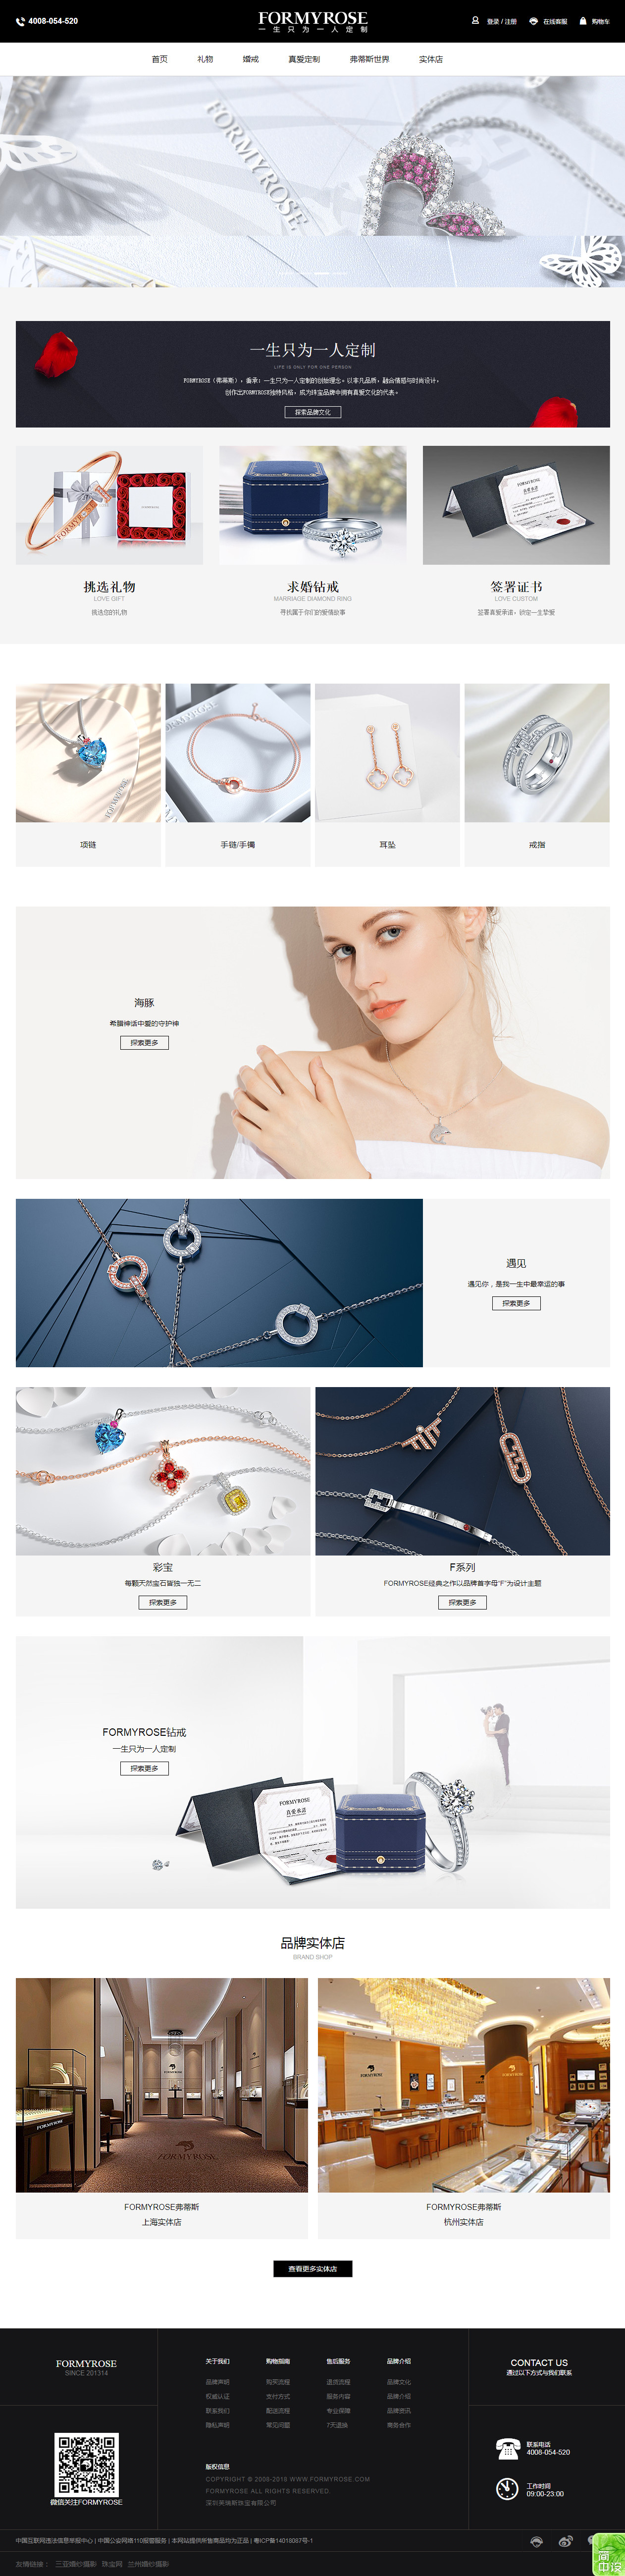 4008-054-520
FORMYROSE
一生只为一人定制
登录 / 注册
在线客服
购物车
首页
礼物
婚戒
真爱定制
弗蒂斯世界
实体店
FORMYROSE
一生只为一人定制
LIFE IS ONLY FOR ONE PERSON
FORMYROSE（弗蒂斯），秉承：一生只为一人定制的创始理念。以非凡品质，融合情感与时尚设计，
创作出FORMYROSE独特风格，成为珠宝品牌中拥有真爱文化的代表。
探索品牌文化
挑选礼物
LOVE GIFT
挑选您的礼物
求婚钻戒
MARRIAGE DIAMOND RING
寻找属于你们的爱情故事
签署证书
LOVE CUSTOM
签署真爱承诺，锁定一生挚爱
项链
手链/手镯
耳坠
戒指
海豚
希腊神话中爱的守护神
探索更多
遇见
遇见你，是我一生中最幸运的事
探索更多
彩宝
每颗天然宝石皆独一无二
探索更多
F系列
FORMYROSE经典之作以品牌首字母“F”为设计主题
探索更多
FORMYROSE钻戒
一生只为一人定制
探索更多
FORMYROSE
真爱承诺
品牌实体店
BRAND SHOP
FORMYROSE
FORMYROSE
FORMYROSE
FORMYROSE
FORMYROSE弗蒂斯
上海实体店
FORMYROSE弗蒂斯
杭州实体店
查看更多实体店
FORMYROSE
SINCE 201314
微信关注FORMYROSE
关于我们
品牌声明
权威认证
联系我们
隐私声明
购物指南
购买流程
支付方式
配送流程
常见问题
售后服务
退货流程
服务内容
专业保障
7天退换
品牌介绍
品牌文化
品牌介绍
品牌资讯
商务合作
版权信息
COPYRIGHT © 2006-2018 WWW.FORMYROSE.COM
FORMYROSE ALL RIGHTS RESERVED.
深圳芙瑞斯珠宝有限公司
CONTACT US
通过以下方式与我们联系
联系电话
4008-054-520
工作时间
09:00-23:00
中国互联网违法信息举报中心 | 中国公安网络110报警服务 | 本网站提供所售商品均为正品 | 粤ICP备14018087号-1
友情链接： 三亚婚纱摄影 珠宝网 兰州婚纱摄影
简
中设